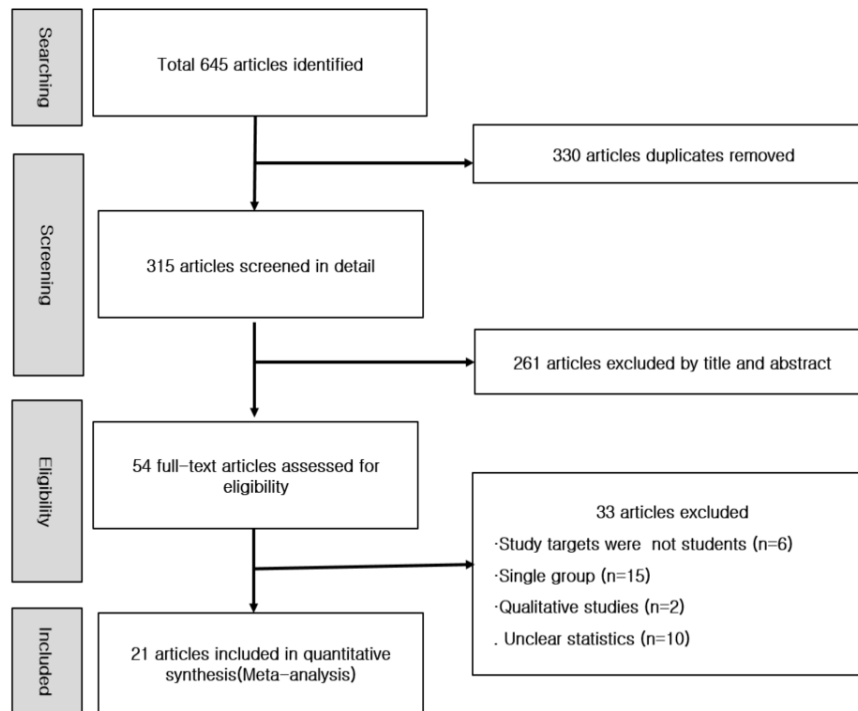 Searching
Total 645 articles identified
330 articles duplicates removed
Screening
315 articles screened in detail
261 articles excluded by title and abstract
Eligibility
54 full-text articles assessed for
eligibility
33 articles excluded
·Study targets were not students (n=6)
·Single group (n=15)
·Qualitative studies (n=2)
. Unclear statistics (n=10)
Included
21 articles included in quantitative
synthesis(Meta-analysis)